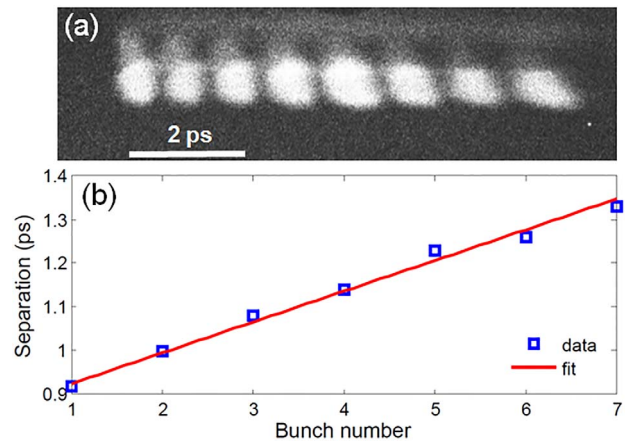 (a)
2 ps
(b)
Separation (ps)
1.4
1.3
1.2
1.1
1
0.9
1 2 3 4 5 6 7
Bunch number
data
fit